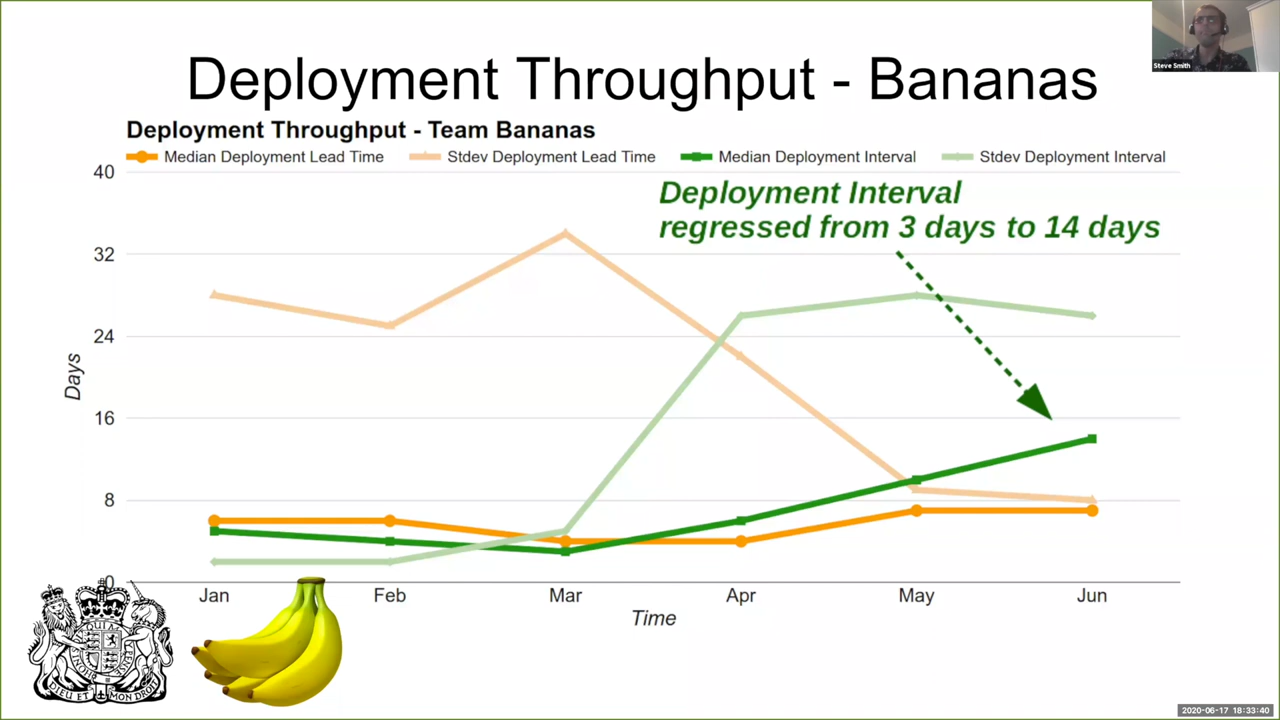 Steve Smith
Deployment Throughput - Bananas
Deployment Throughput - Team Bananas
Median Deployment Lead Time
Stdev Deployment Lead Time
Median Deployment Interval
Stdev Deployment Interval
Deployment Interval
regressed from 3 days to 14 days
40
32
24
16
8
0
Days
Jan
Feb
Mar
Apr
May
Jun
Time
DIEU ET MON DROIT
2020-06-17 18:33:40